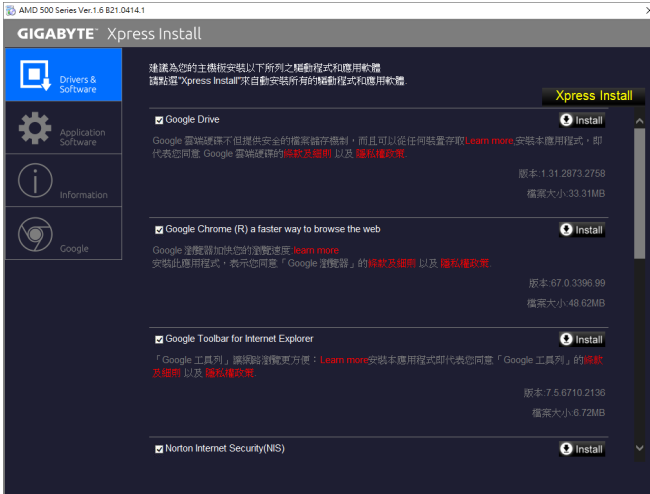 AMD 500 Series Ver.1.6 B21.0414.1
GIGABYTE™ Xpress Install
Drivers &
Software
Application
Software
Information
Google
建議為您的主機板安裝以下所列之驅動程式和應用軟體
請點選"Xpress Install"來自動安裝所有的驅動程式和應用軟體.
Xpress Install
Google Drive
Install
Google 雲端硬碟不但提供安全的檔案儲存機制，而且可以從任何裝置存取Learn more,安裝本應用程式，即
代表您同意 Google 雲端硬碟的條款及細則 以及 隱私權政策.
版本:1.31.2873.2758
檔案大小:33.31MB
Google Chrome (R) a faster way to browse the web
Install
Google 瀏覽器加快您的瀏覽速度.learn more
安裝此應用程式，表示您同意「Google 瀏覽器」的條款及細則 以及 隱私權政策.
版本:67.0.3396.99
檔案大小:48.62MB
Google Toolbar for Internet Explorer
Install
「Google 工具列」讓網路瀏覽更方便：Learn more安裝本應用程式即代表您同意「Google 工具列」的條款
及細則 以及 隱私權政策.
版本:7.5.6710.2136
檔案大小:6.72MB
Norton Internet Security(NIS)
Install